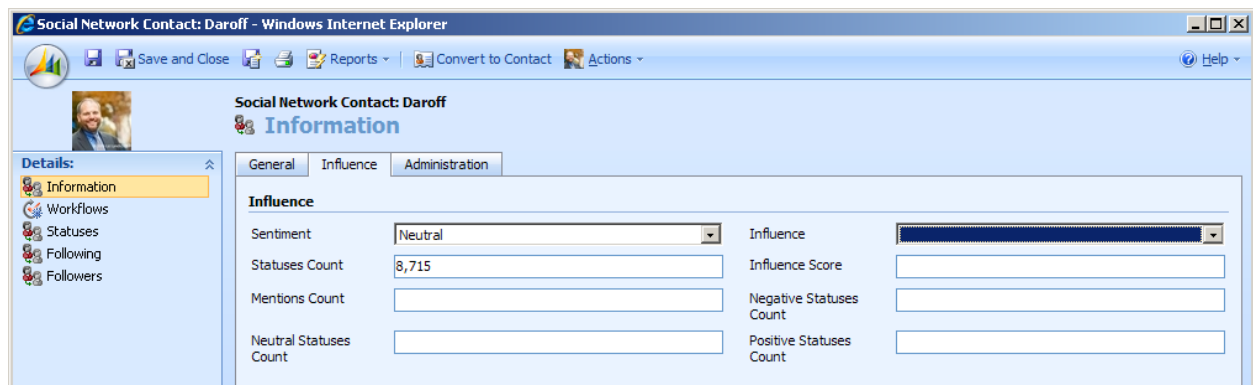 Social Network Contact: Daroff - Windows Internet Explorer
Save and Close Reports Convert to Contact Actions Help
Social Network Contact: Daroff
Information
Details:
General Influence Administration
Information
Workflows
Statuses
Following
Followers
Influence
Sentiment Neutral Influence
Statuses Count 8,715 Influence Score
Mentions Count Negative Statuses
Count
Neutral Statuses Positive Statuses
Count Count